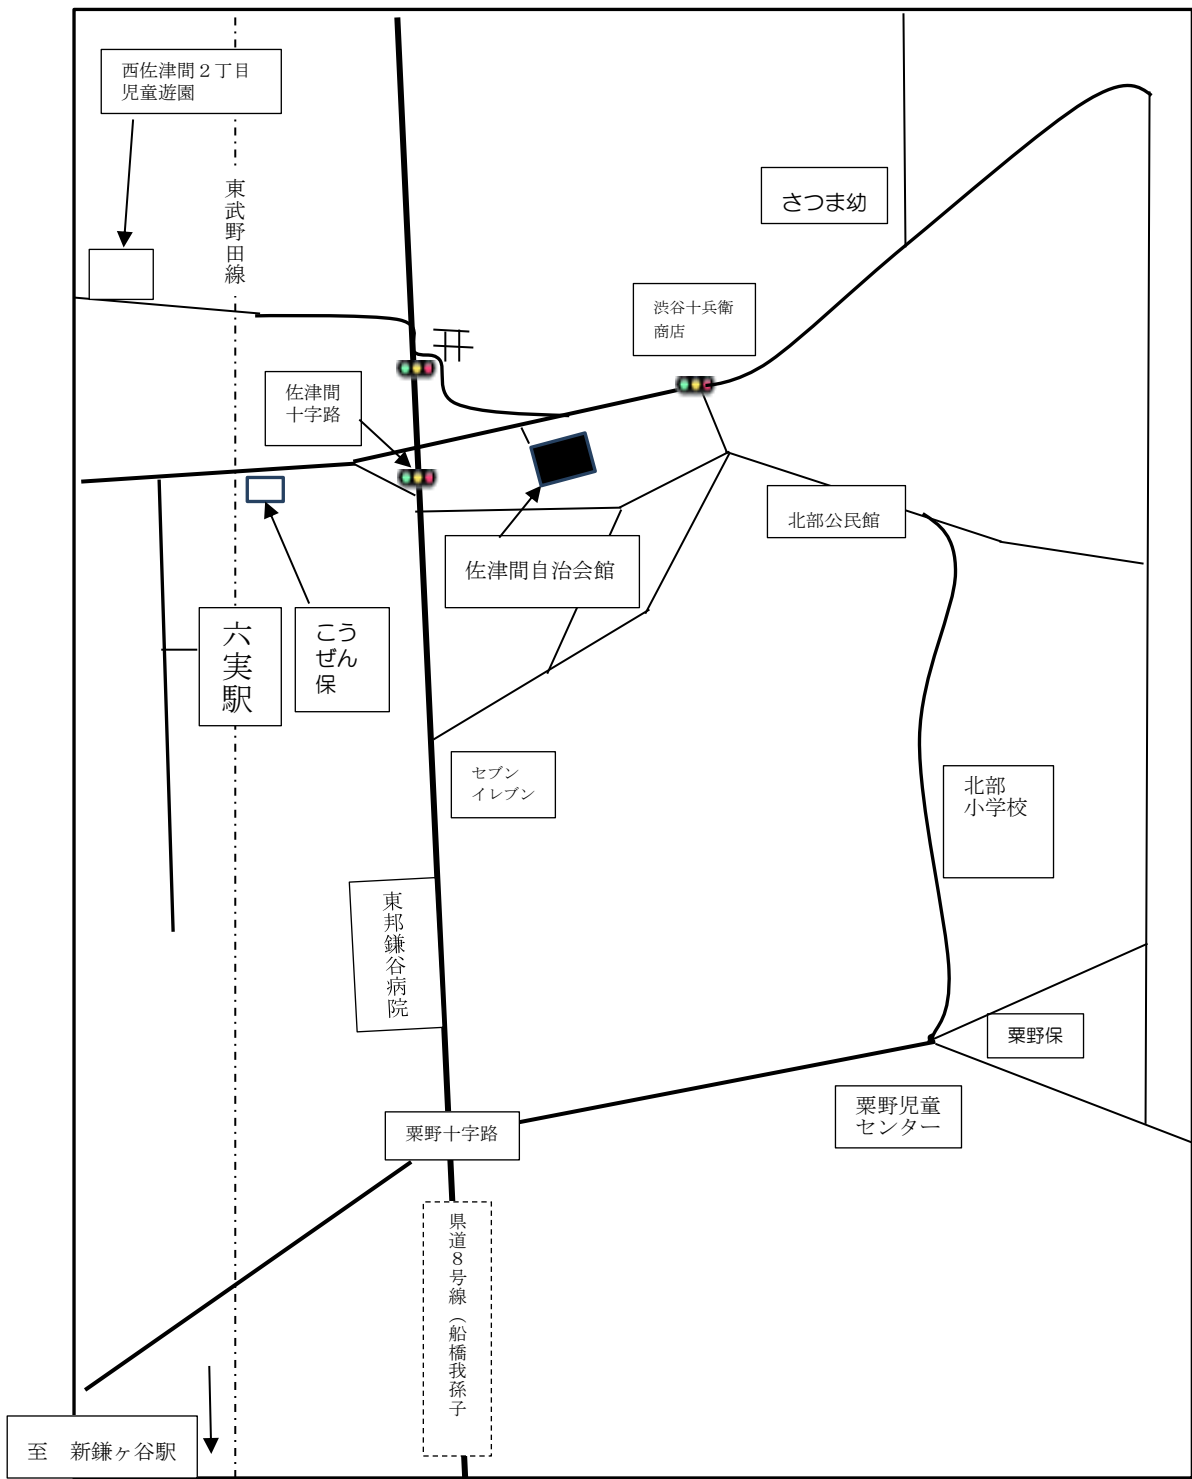 西佐津間２丁目
児童遊園
東武野田線
さつま幼
渋谷十兵衛
商店
佐津間
十字路
北部公民館
佐津間自治会館
六実駅
こう
ぜん
保
セブン
イレブン
北部
小学校
東邦鎌谷病院
粟野保
粟野児童
センター
粟野十字路
県道８号線（船橋我孫子
至　新鎌ヶ谷駅